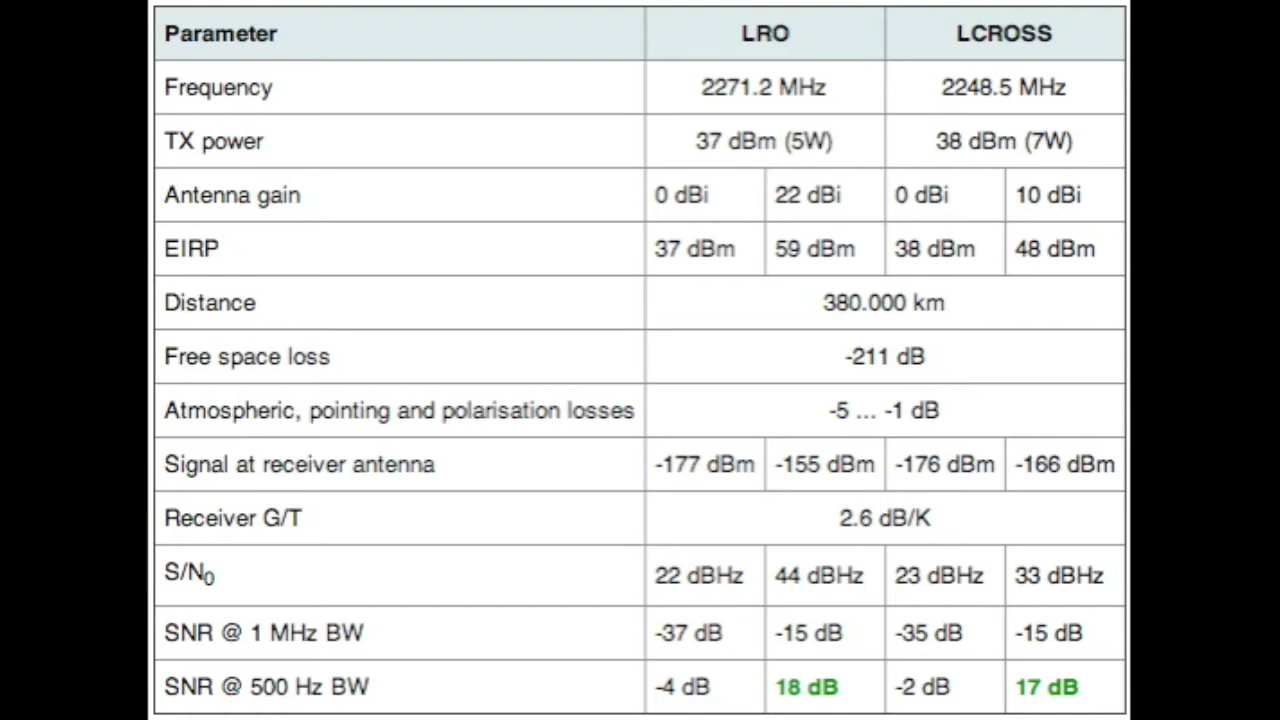 Parameter LRO LCROSS
Frequency 2271.2 MHz 2248.5 MHz
TX power 37 dBm (5W) 38 dBm (7W)
Antenna gain 0 dBi 22 dBi 0 dBi 10 dBi
EIRP 37 dBm 59 dBm 38 dBm 48 dBm
Distance 380.000 km
Free space loss -211 dB
Atmospheric, pointing and polarisation losses -5 ... -1 dB
Signal at receiver antenna -177 dBm -155 dBm -176 dBm -166 dBm
Receiver G/T 2.6 dB/K
S/N0 22 dBHz 44 dBHz 23 dBHz 33 dBHz
SNR @ 1 MHz BW -37 dB -15 dB -35 dB -15 dB
SNR @ 500 Hz BW -4 dB 18 dB -2 dB 17 dB